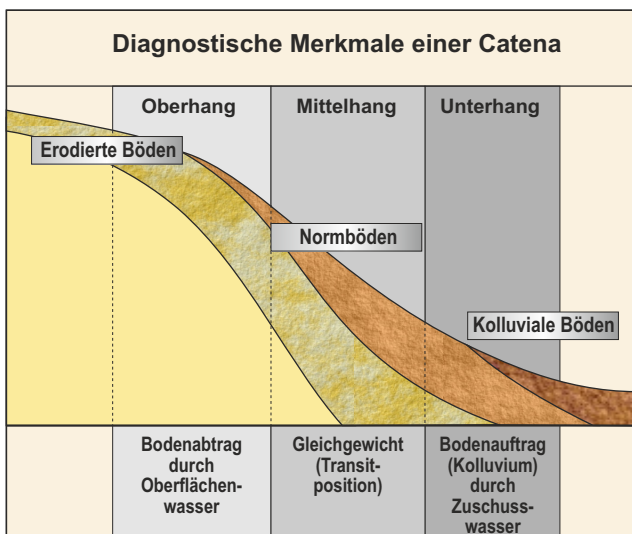 Diagnostische Merkmale einer Catena
Oberhang
Mittelhang
Unterhang
Erodierte Böden
Normböden
Kolluviale Böden
Bodenabtrag
durch
Oberflächen-
wasser
Gleichgewicht
(Transit-
position)
Bodenauftrag
(Kolluvium)
durch
Zuschuss-
wasser